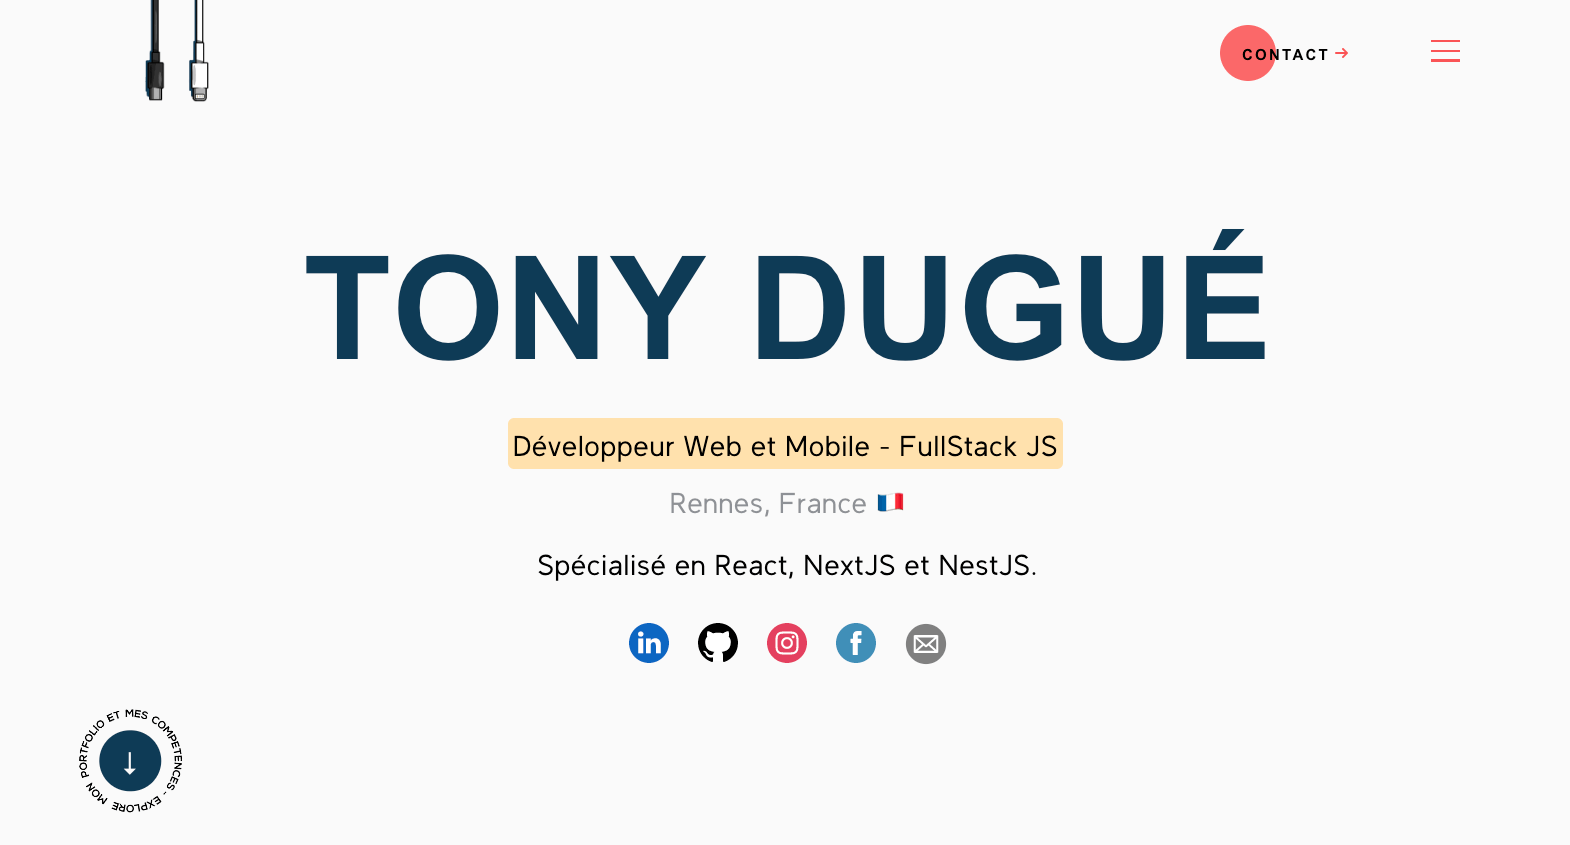 CONTACT →
TONY DUGUÉ
Développeur Web et Mobile - FullStack JS
Rennes, France 🇫🇷
Spécialisé en React, NextJS et NestJS.
EXPLORE MON PORTFOLIO ET MES COMPETENCES -